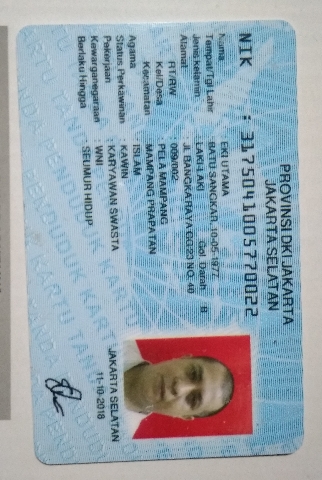 PROVINSI DKI JAKARTA
JAKARTA SELATAN
NIK : 3175041005770022
Nama : EKI UTAMA
Tempat/Tgl Lahir : BATU SANGKAR, 10-05-1977
Jenis Kelamin : LAKI-LAKI Gol. Darah : B
Alamat : JL BANGKA RAYA GG 23 NO. 40
RT/RW : 009/002
Kel/Desa : PELA MAMPANG
Kecamatan : MAMPANG PRAPATAN
Agama : ISLAM
Status Perkawinan : KAWIN
Pekerjaan : KARYAWAN SWASTA
Kewarganegaraan : WNI
Berlaku Hingga : SEUMUR HIDUP
JAKARTA SELATAN
11-10-2018